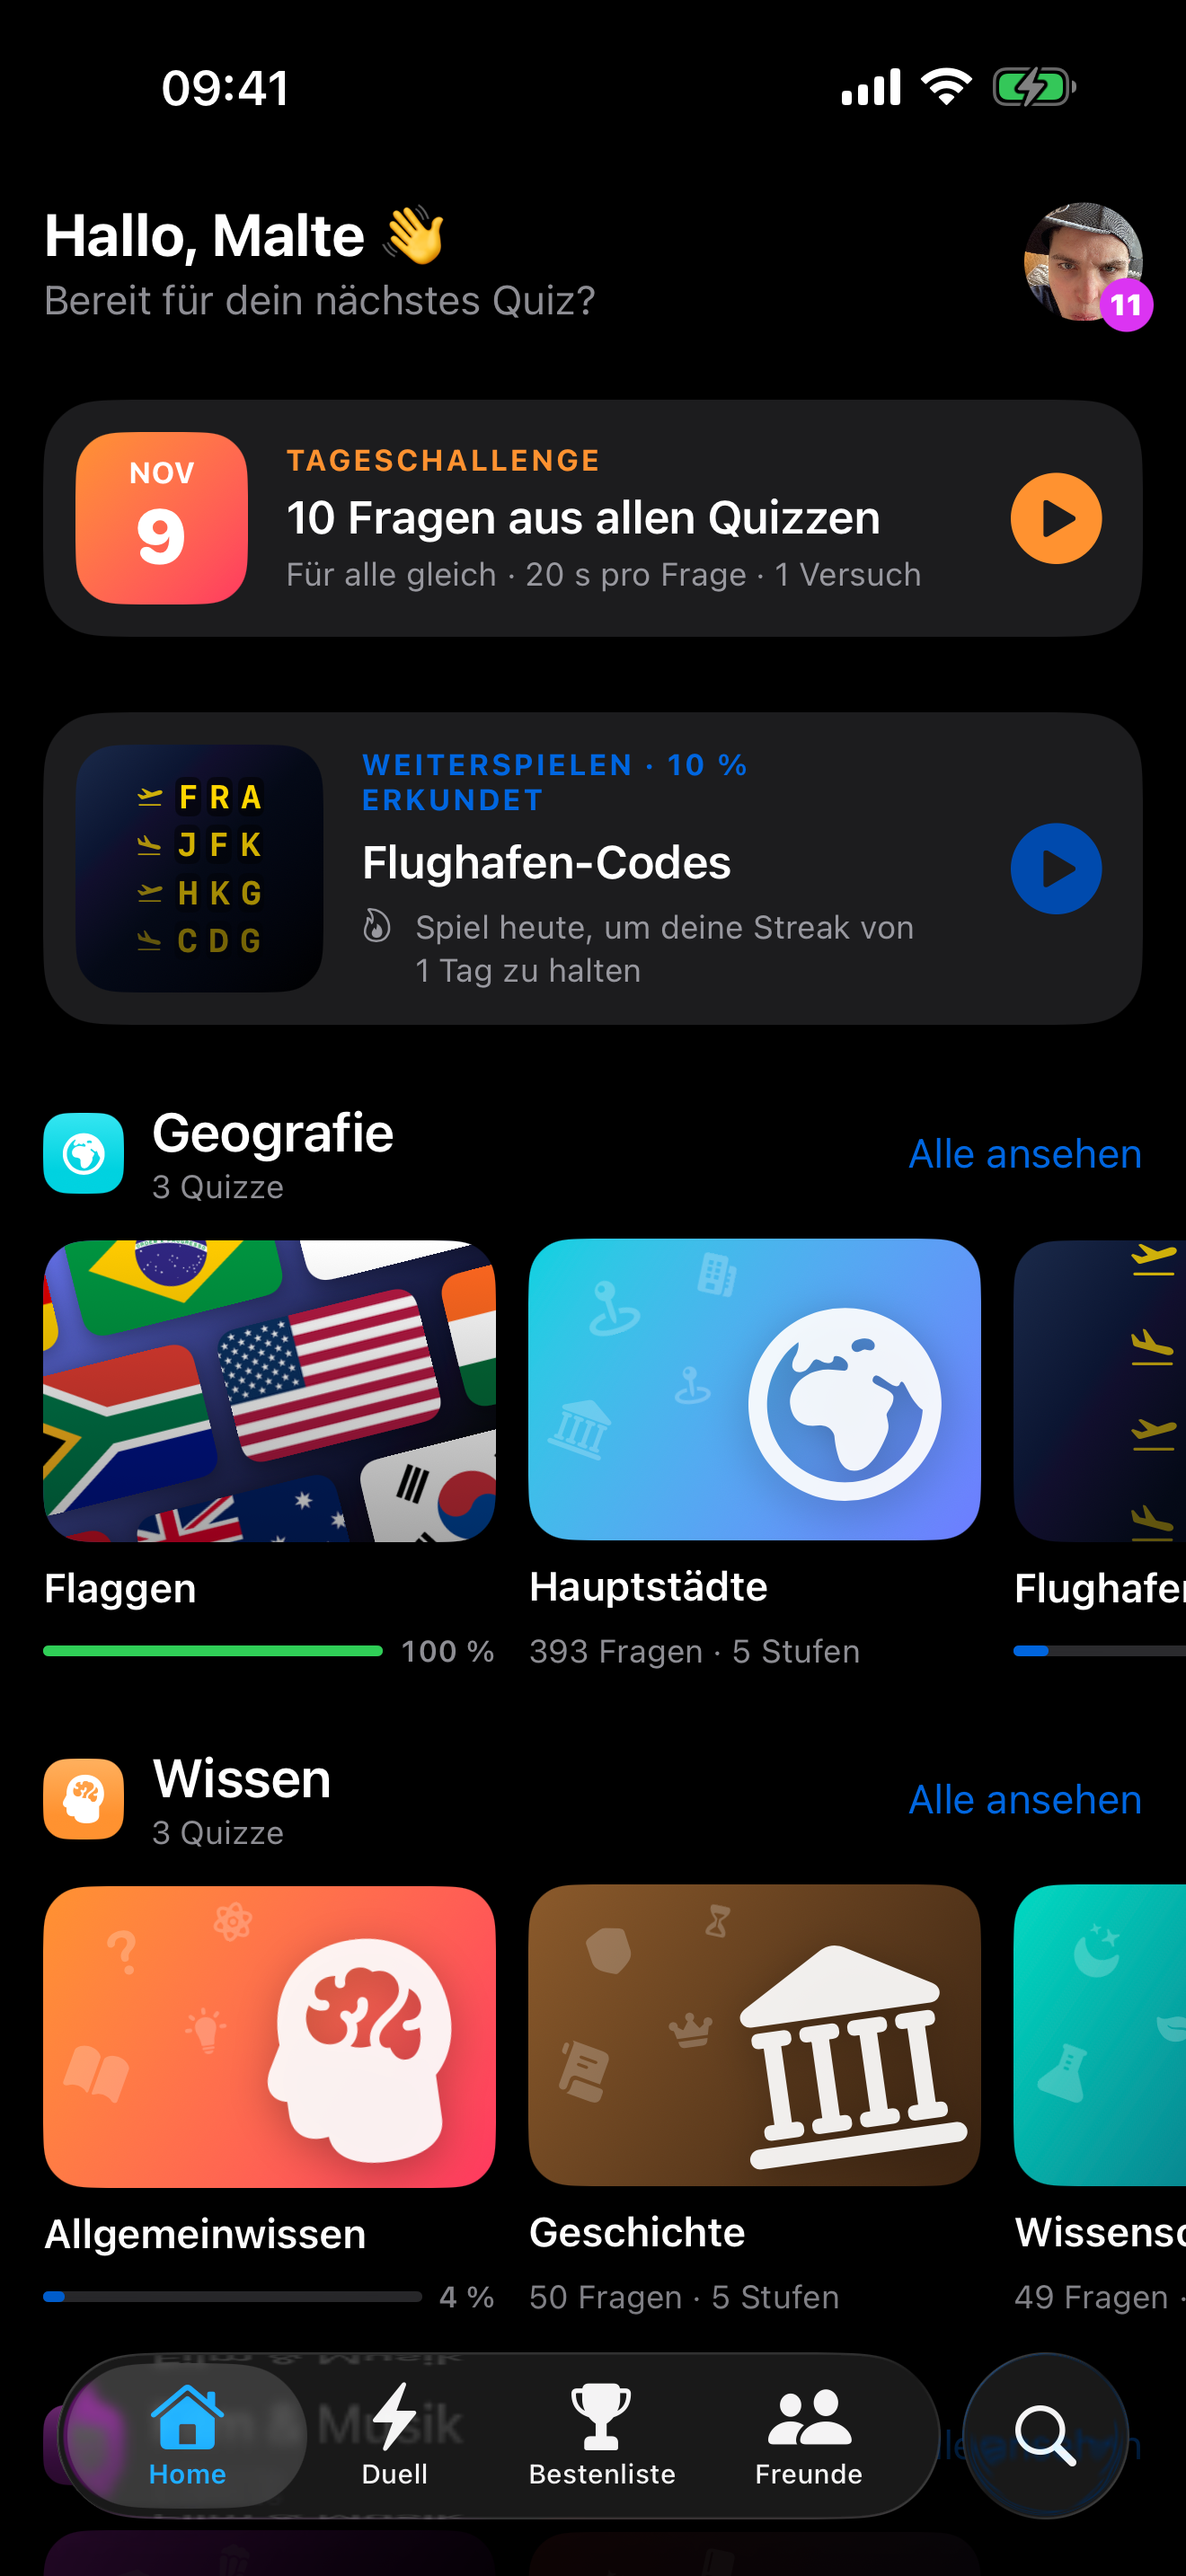 09:41
Hallo, Malte 👋
Bereit für dein nächstes Quiz?
11
NOV
9
TAGESCHALLENGE
10 Fragen aus allen Quizzen
Für alle gleich · 20 s pro Frage · 1 Versuch
FRA
JFK
HKG
CDG
WEITERSPIELEN · 10 %
ERKUNDET
Flughafen-Codes
Spiel heute, um deine Streak von
1 Tag zu halten
Geografie
3 Quizze
Alle ansehen
Flaggen
100 %
Hauptstädte
393 Fragen · 5 Stufen
Wissen
3 Quizze
Alle ansehen
Allgemeinwissen
4 %
Geschichte
50 Fragen · 5 Stufen
49 Fragen ·
Musik
Home
Duell
Bestenliste
Freunde